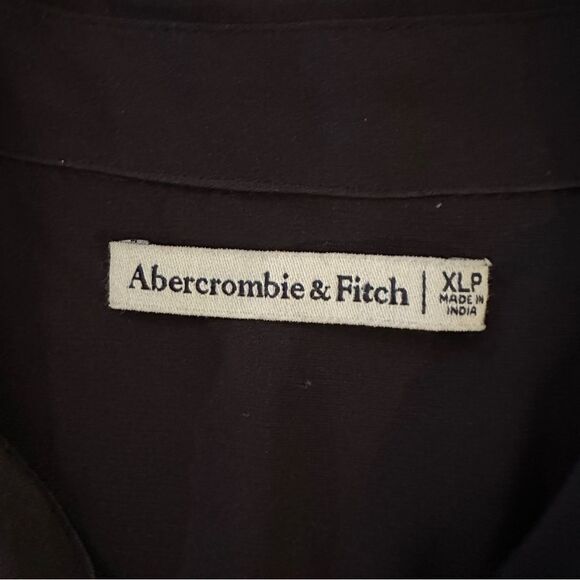 Abercrombie & Fitch | XLP
MADE IN
INDIA